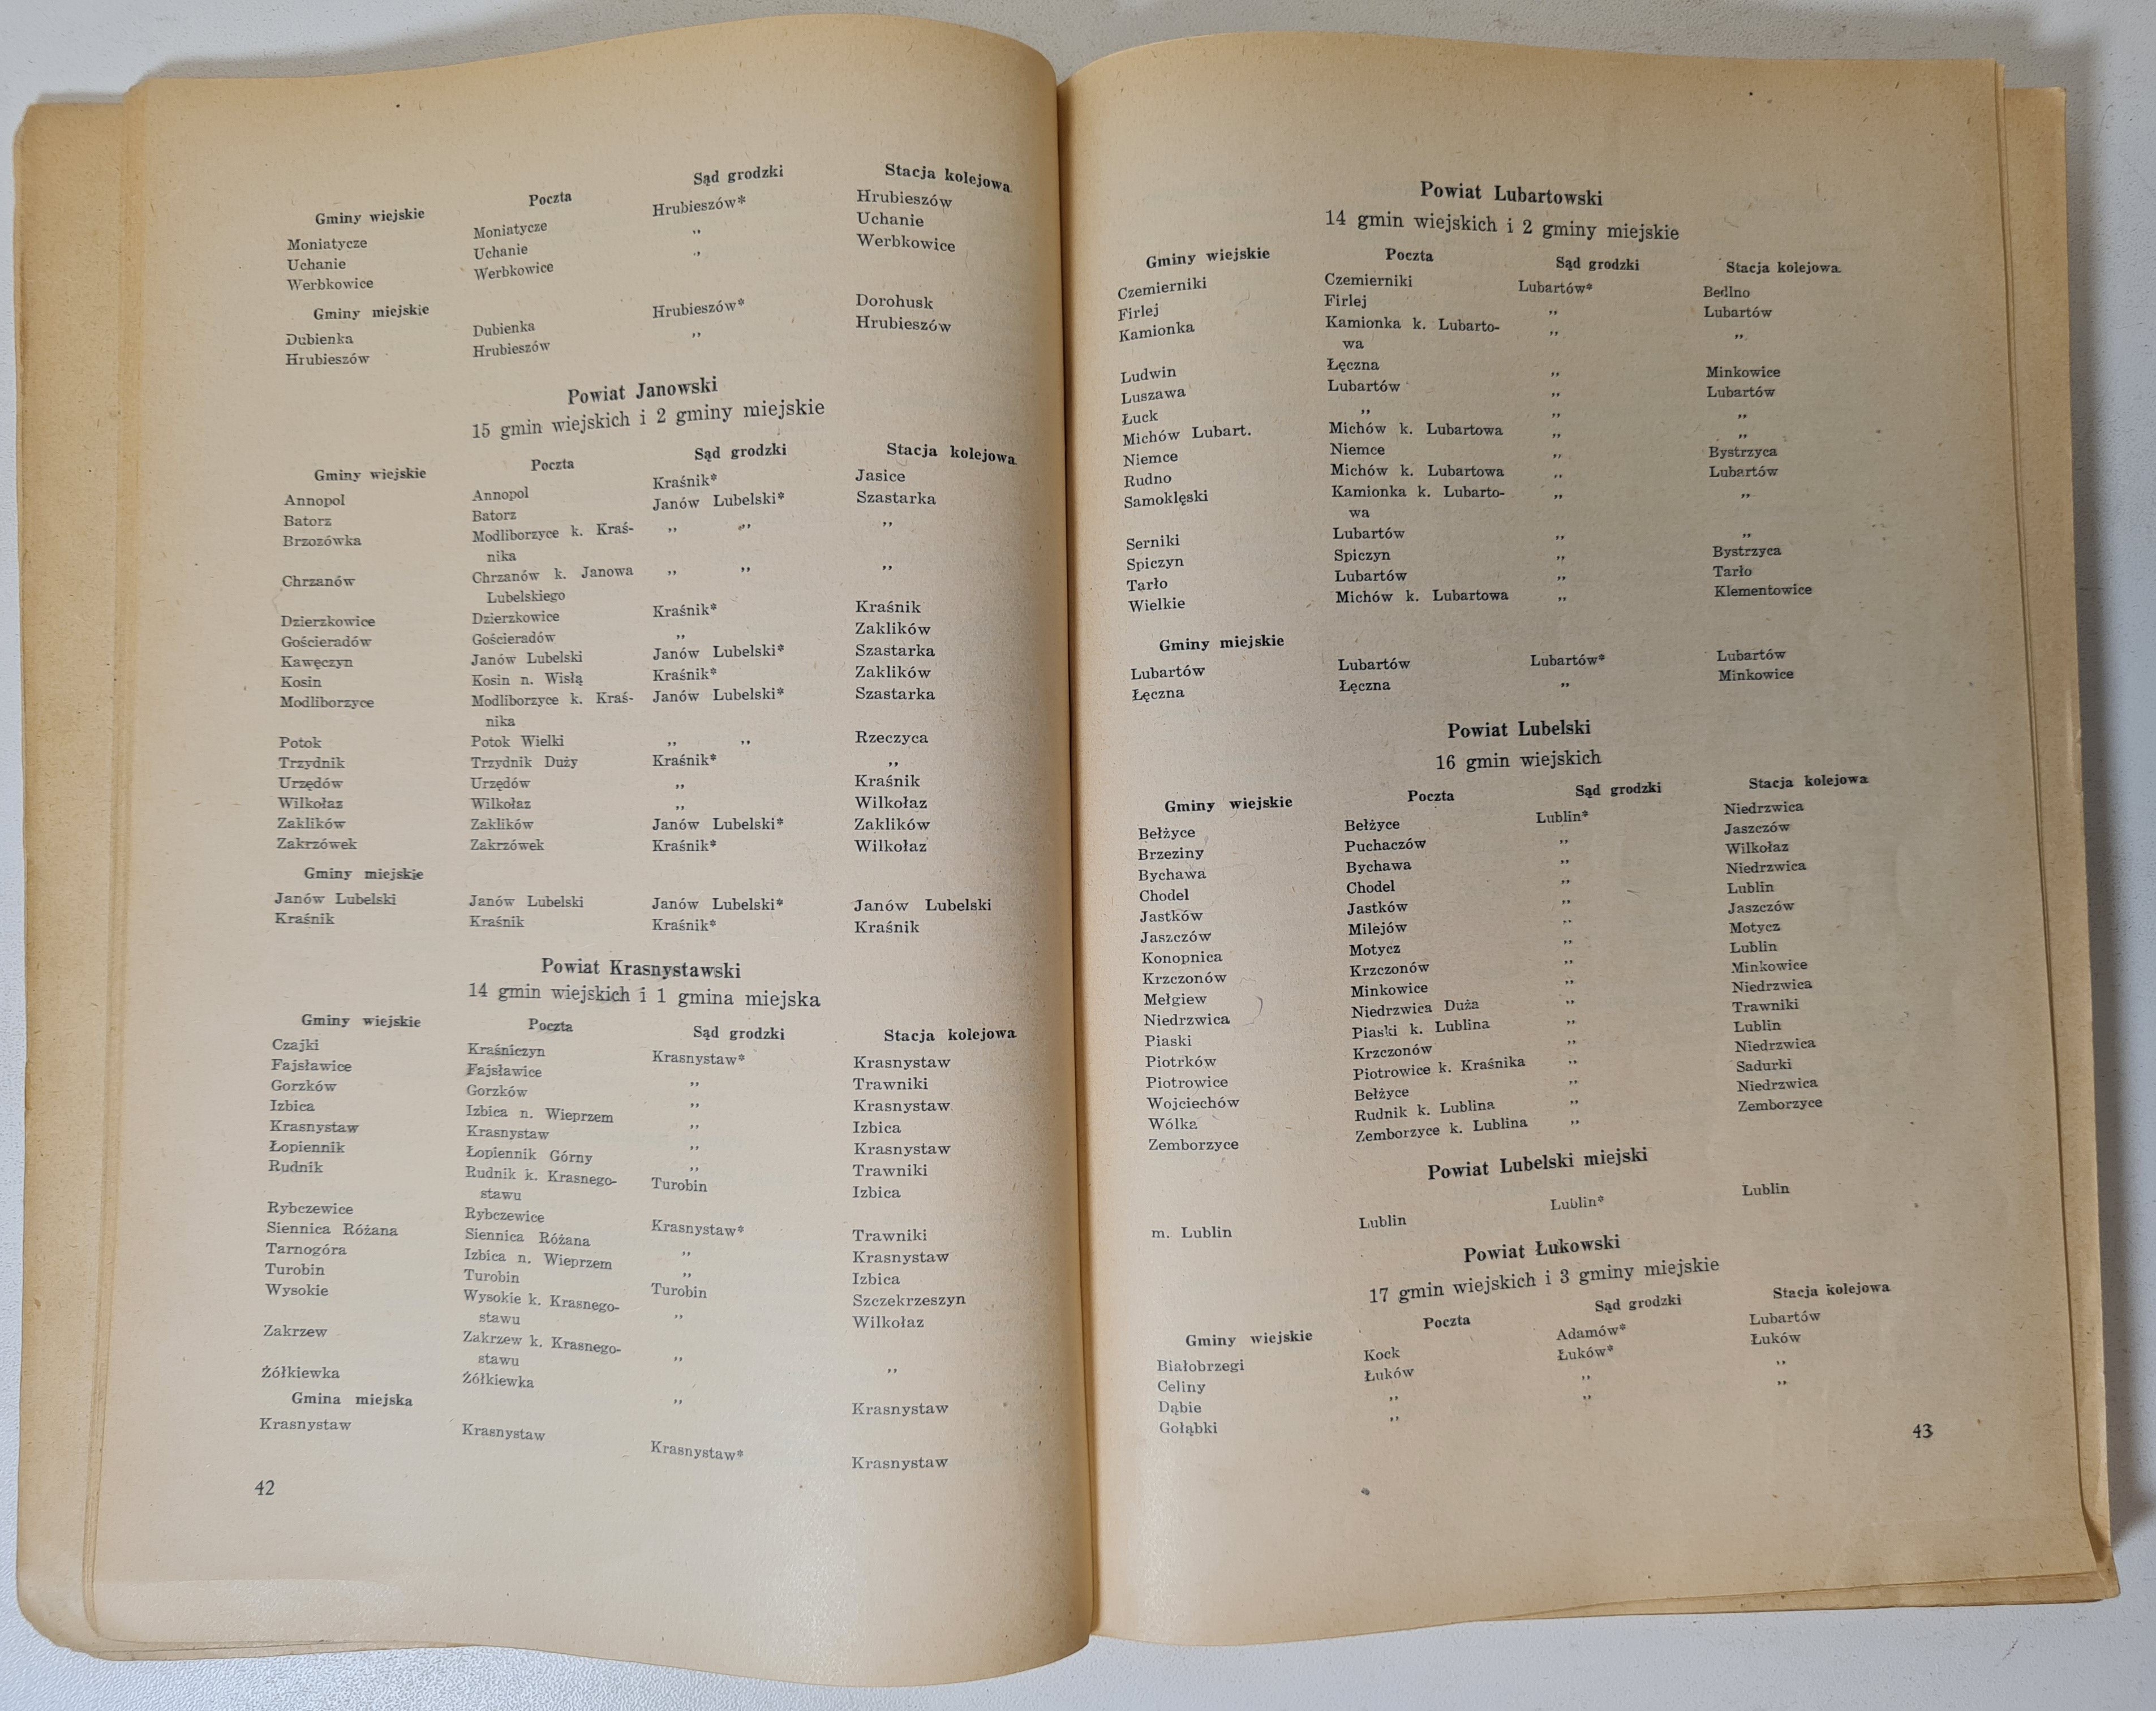 Gminy wiejskie Poczta Sąd grodzki Stacja kolejowa
Moniatycze Moniatycze Hrubieszów* Hrubieszów
Uchanie Uchanie ,, Uchanie
Werbkowice Werbkowice ,, Werbkowice
Gminy miejskie
Dubienka Dubienka Hrubieszów* Dorohusk
Hrubieszów Hrubieszów ,, Hrubieszów
Powiat Janowski
15 gmin wiejskich i 2 gminy miejskie
Gminy wiejskie Poczta Sąd grodzki Stacja kolejowa
Annopol Annopol Kraśnik* Jasice
Batorz Batorz Janów Lubelski* Szastarka
Brzozówka Modliborzyce k. Kraś- ,, ,, ,,
nika
Chrzanów Chrzanów k. Janowa ,, ,, ,,
Lubelskiego
Dzierzkowice Dzierzkowice Kraśnik* Kraśnik
Gościeradów Gościeradów ,, Zaklików
Kawęczyn Janów Lubelski Janów Lubelski* Szastarka
Kosin Kosin n. Wisłą Kraśnik* Zaklików
Modliborzyce Modliborzyce k. Kraś- Janów Lubelski* Szastarka
nika
Potok Potok Wielki ,, ,, Rzeczyca
Trzydnik Trzydnik Duży Kraśnik* ,,
Urzędów Urzędów ,, Kraśnik
Wilkołaz Wilkołaz ,, Wilkołaz
Zaklików Zaklików Janów Lubelski* Zaklików
Zakrzówek Zakrzówek Kraśnik* Wilkołaz
Gminy miejskie
Janów Lubelski Janów Lubelski Janów Lubelski* Janów Lubelski
Kraśnik Kraśnik Kraśnik* Kraśnik
Powiat Krasnystawski
14 gmin wiejskich i 1 gmina miejska
Gminy wiejskie Poczta Sąd grodzki Stacja kolejowa
Czajki Kraśniczyn Krasnystaw* Krasnystaw
Fajsławice Fajsławice ,, Trawniki
Gorzków Gorzków ,, Krasnystaw
Izbica Izbica n. Wieprzem ,, Izbica
Krasnystaw Krasnystaw ,, Krasnystaw
Łopiennik Łopiennik Górny ,, Trawniki
Rudnik Rudnik k. Krasnego- Turobin Izbica
stawu
Rybczewice Rybczewice Krasnystaw* Trawniki
Siennica Różana Siennica Różana ,, Krasnystaw
Tarnogóra Izbica n. Wieprzem ,, Izbica
Turobin Turobin Turobin Szczekrzeszyn
Wysokie Wysokie k. Krasnego- ,, Wilkołaz
stawu
Zakrzew Zakrzew k. Krasnego- ,, ,,
stawu
Żółkiewka Żółkiewka ,, Krasnystaw
Gmina miejska
Krasnystaw Krasnystaw Krasnystaw* Krasnystaw
42
Powiat Lubartowski
14 gmin wiejskich i 2 gminy miejskie
Gminy wiejskie Poczta Sąd grodzki Stacja kolejowa
Czemierniki Czemierniki Lubartów* Bedlno
Firlej Firlej ,, Lubartów
Kamionka Kamionka k. Lubarto- ,, ,,
wa
Ludwin Łęczna ,, Minkowice
Luszawa Lubartów ,, Lubartów
Łuck ,, ,, ,,
Michów Lubart. Michów k. Lubartowa ,, ,,
Niemce Niemce ,, Bystrzyca
Rudno Michów k. Lubartowa ,, Lubartów
Samoklęski Kamionka k. Lubarto- ,, ,,
wa
Serniki Lubartów ,, ,,
Spiczyn Spiczyn ,, Bystrzyca
Tarło Lubartów ,, Tarło
Wielkie Michów k. Lubartowa ,, Klementowice
Gminy miejskie
Lubartów Lubartów Lubartów* Lubartów
Łęczna Łęczna ,, Minkowice
Powiat Lubelski
16 gmin wiejskich
Gminy wiejskie Poczta Sąd grodzki Stacja kolejowa
Bełżyce Bełżyce Lublin* Niedrzwica
Brzeziny Puchaczów ,, Jaszczów
Bychawa Bychawa ,, Wilkołaz
Chodel Chodel ,, Niedrzwica
Jastków Jastków ,, Lublin
Jaszczów Milejów ,, Jaszczów
Konopnica Motycz ,, Motycz
Krzczonów Krzczonów ,, Lublin
Mełgiew Minkowice ,, Minkowice
Niedrzwica Niedrzwica Duża ,, Niedrzwica
Piaski Piaski k. Lublina ,, Trawniki
Piotrków Krzczonów ,, Lublin
Piotrowice Piotrowice k. Kraśnika ,, Niedrzwica
Wojciechów Bełżyce ,, Sadurki
Wólka Rudnik k. Lublina ,, Niedrzwica
Zemborzyce Zemborzyce k. Lublina ,, Zemborzyce
Powiat Lubelski miejski
m. Lublin Lublin Lublin* Lublin
Powiat Łukowski
17 gmin wiejskich i 3 gminy miejskie
Gminy wiejskie Poczta Sąd grodzki Stacja kolejowa
Białobrzegi Kock Adamów* Lubartów
Celiny Łuków Łuków* Łuków
Dąbie ,, ,, ,,
Gołąbki ,, ,, ,,
43